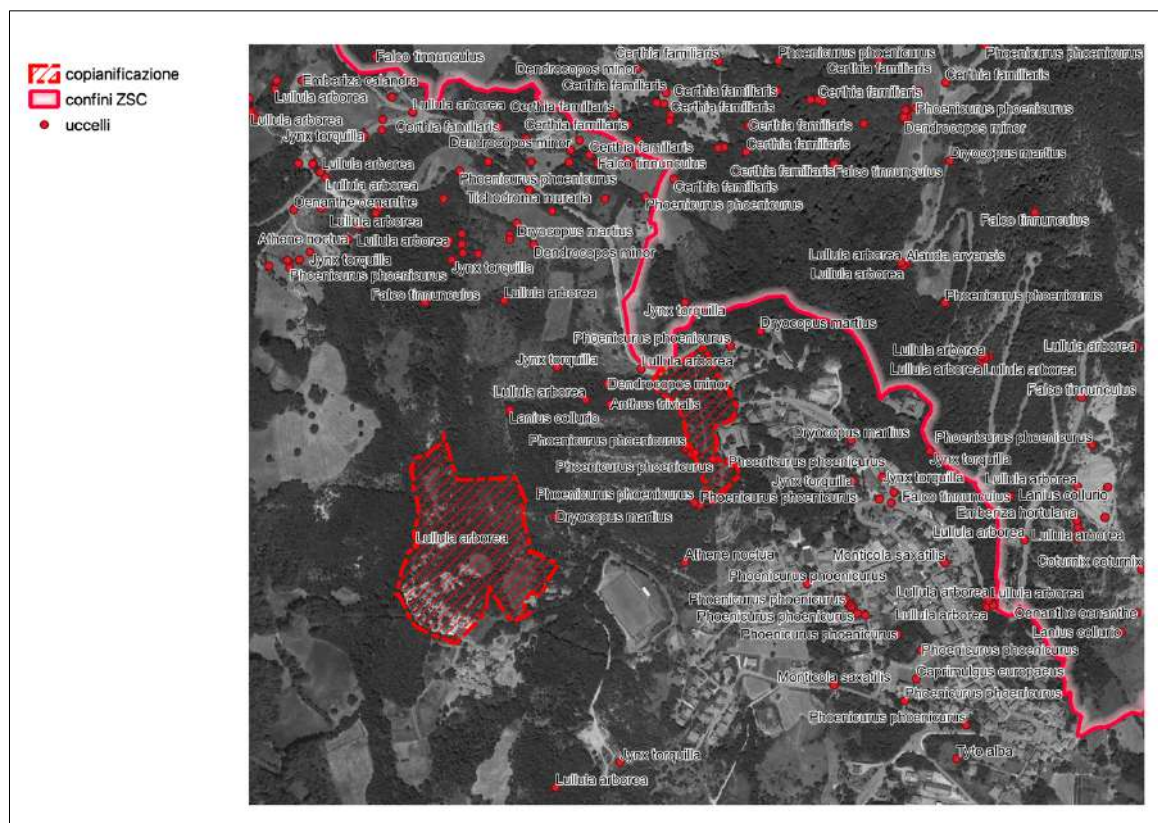 copianificazione
confini ZSC
uccelli
Falco tinnunculus
Certhia familiaris
Phoenicurus phoenicurus
Phoenicurus phoenicurus
Dendrocopos minor
Certhia familiaris
Emberiza calandra
Certhia familiaris
Certhia familiaris
Certhia familiaris
Certhia familiaris
Lullula arborea
Lullula arborea
Certhia familiaris
Certhia familiaris
Phoenicurus phoenicurus
Lullula arborea
Certhia familiaris
Certhia familiaris
Certhia familiaris
Dendrocopos minor
Jynx torquilla
Dendrocopos minor
Certhia familiaris
Certhia familiaris
Dryocopus martius
Lullula arborea
Falco tinnunculus
Certhia familiaris
Falco tinnunculus
Lullula arborea
Phoenicurus phoenicurus
Certhia familiaris
Oenanthe oenanthe
Tichodroma muraria
Phoenicurus phoenicurus
Lullula arborea
Falco tinnunculus
Athene noctua
Lullula arborea
Dryocopus martius
Dendrocopos minor
Lullula arborea
Alauda arvensis
Jynx torquilla
Jynx torquilla
Phoenicurus phoenicurus
Lullula arborea
Falco tinnunculus
Lullula arborea
Jynx torquilla
Phoenicurus phoenicurus
Dryocopus martius
Phoenicurus phoenicurus
Lullula arborea
Lullula arborea
Jynx torquilla
Lullula arborea
Lullula arborea
Lullula arborea
Dendrocopos minor
Lullula arborea
Falco tinnunculus
Anthus trivialis
Lanius collurio
Dryocopus martius
Phoenicurus phoenicurus
Phoenicurus phoenicurus
Phoenicurus phoenicurus
Phoenicurus phoenicurus
Jynx torquilla
Jynx torquilla
Jynx torquilla
Lullula arborea
Phoenicurus phoenicurus
Phoenicurus phoenicurus
Falco tinnunculus
Lanius collurio
Dryocopus martius
Emberiza hortulana
Lullula arborea
Lullula arborea
Lullula arborea
Athene noctua
Monticola saxatilis
Coturnix coturnix
Phoenicurus phoenicurus
Lullula arborea
Lullula arborea
Phoenicurus phoenicurus
Phoenicurus phoenicurus
Lullula arborea
Oenanthe oenanthe
Phoenicurus phoenicurus
Lanius collurio
Phoenicurus phoenicurus
Caprimulgus europaeus
Monticola saxatilis
Phoenicurus phoenicurus
Phoenicurus phoenicurus
Jynx torquilla
Tyto alba
Lullula arborea